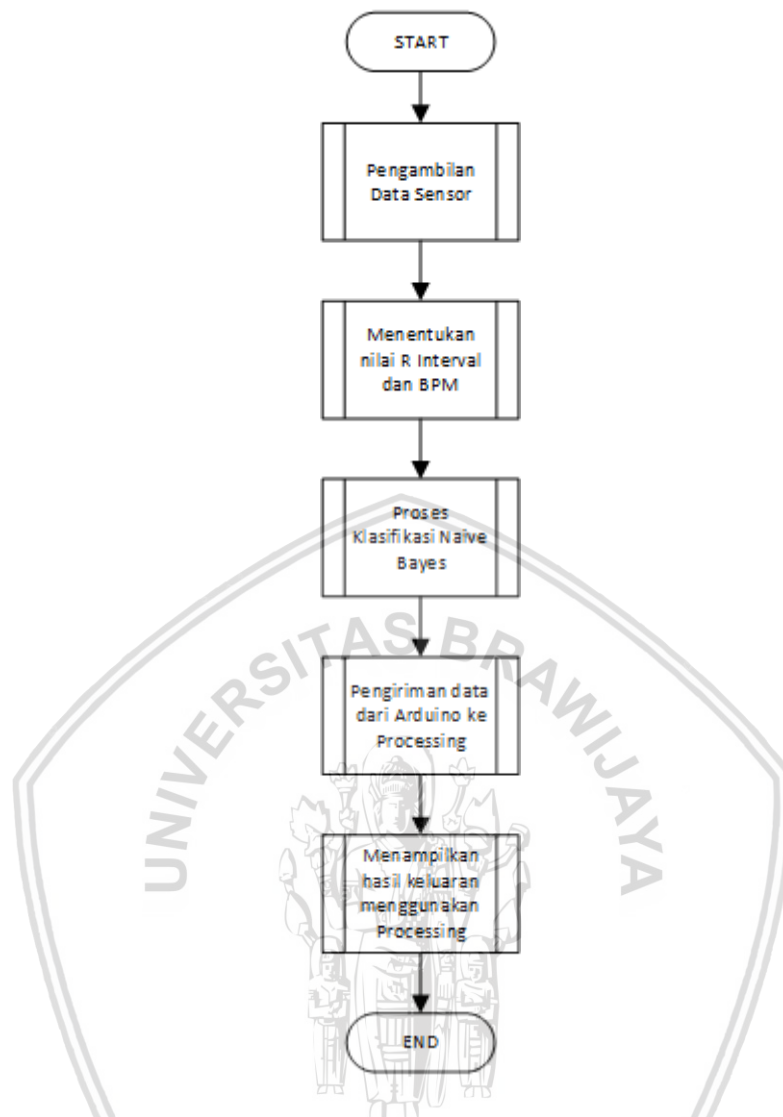 START
Pengambilan
Data Sensor
Menentukan
nilai R Interval
dan BPM
Proses
Klasifikasi Naïve
Bayes
UNIVERSITAS BRAWIJAYA
Pengiriman data
dari Arduino ke
Processing
Menampilkan
hasil keluaran
menggunakan
Processing
END